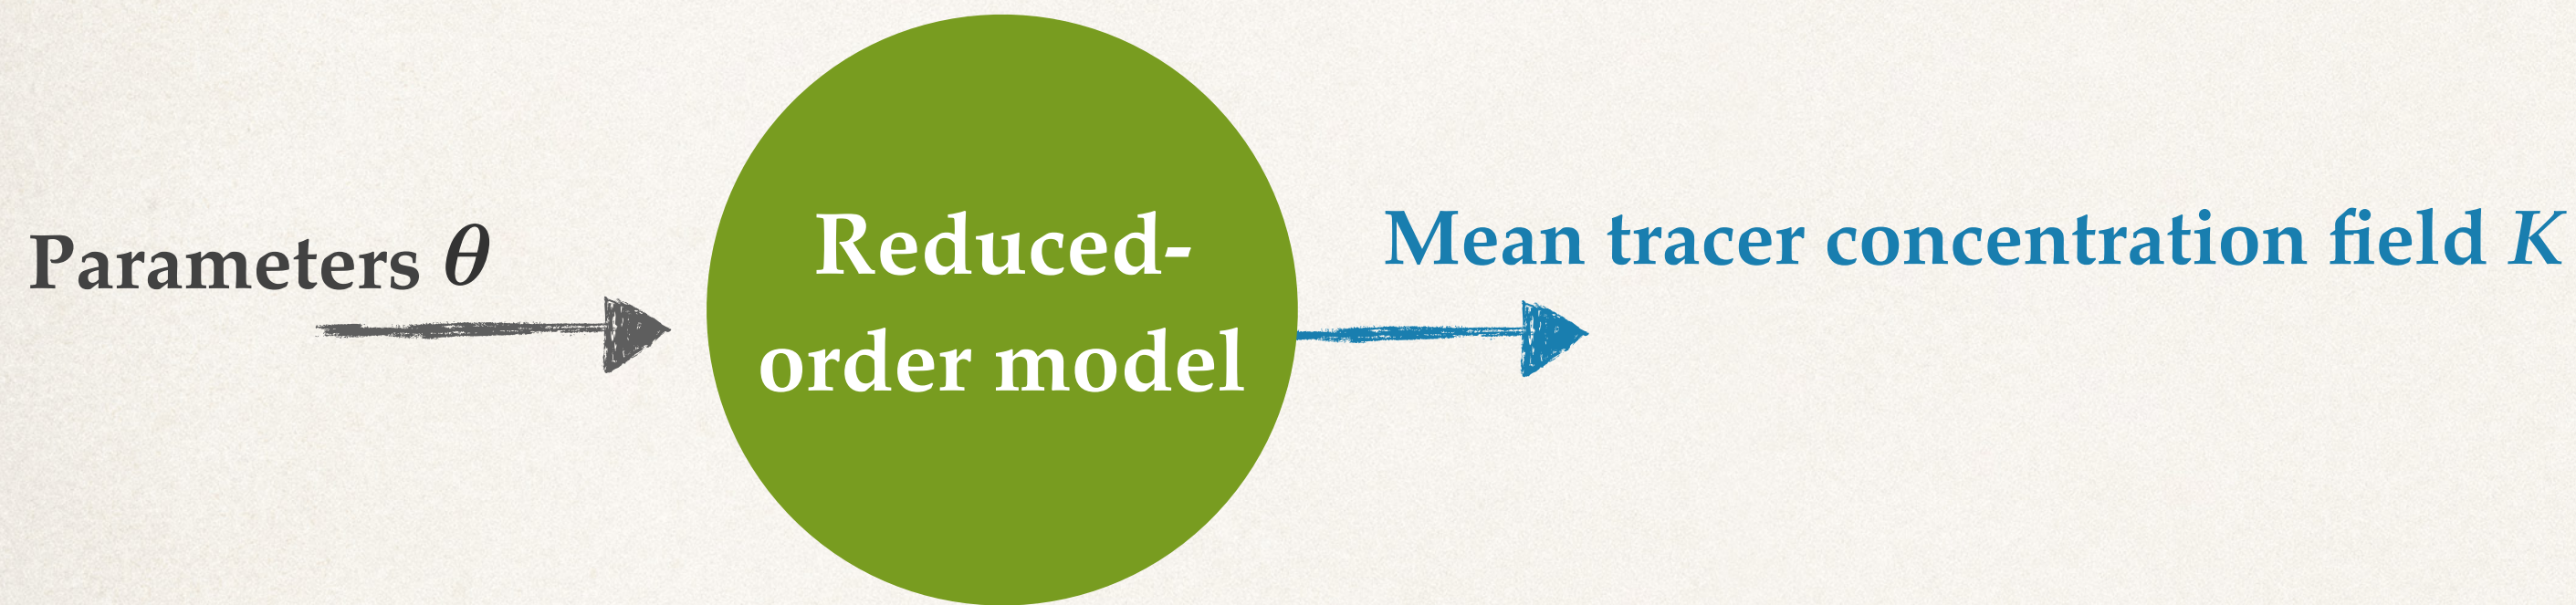 Parameters θ
Reduced-
order model
Mean tracer concentration field K